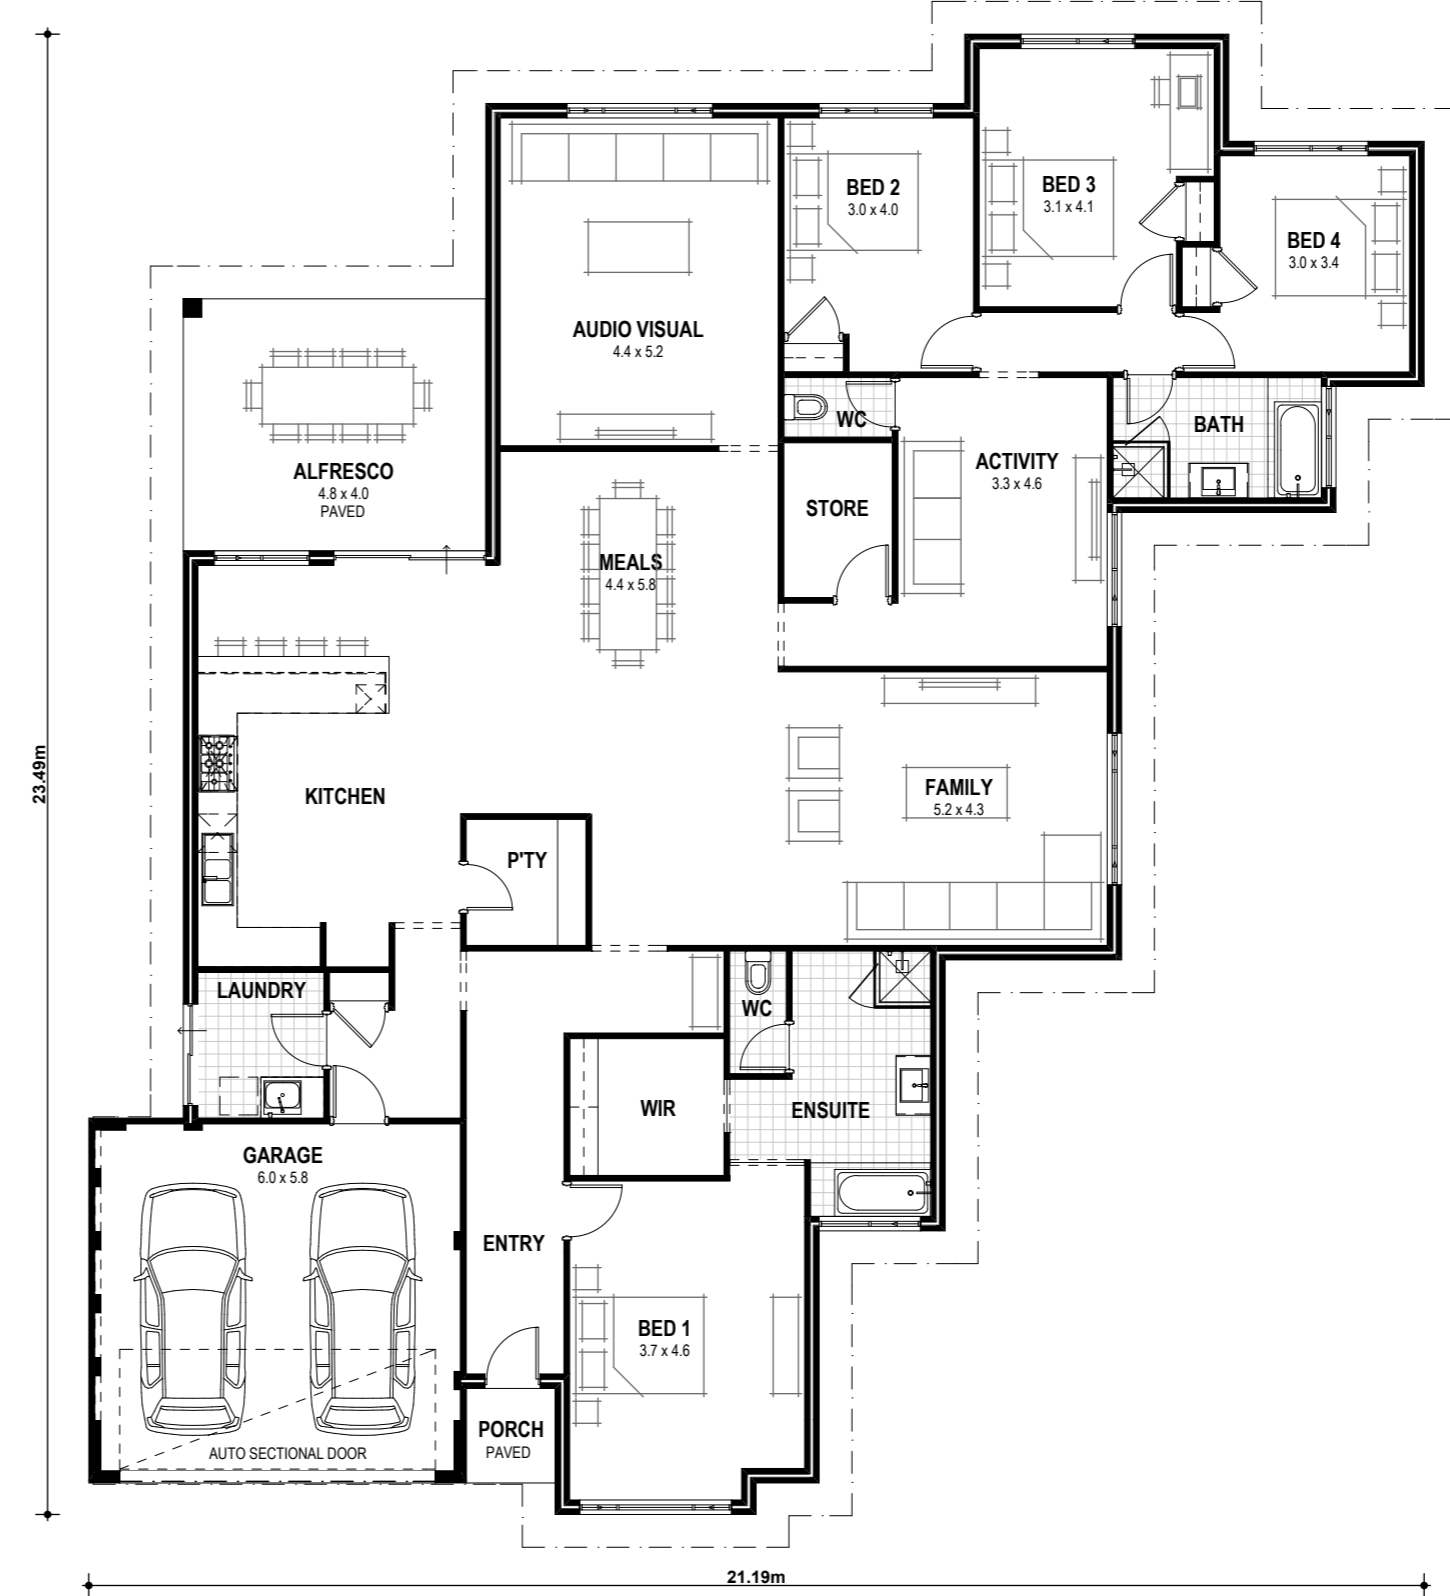 BED 2
3.0 x 4.0
BED 3
3.1 x 4.1
BED 4
3.0 x 3.4
AUDIO VISUAL
4.4 x 5.2
WC
BATH
ALFRESCO
4.8 x 4.0
PAVED
ACTIVITY
3.3 x 4.6
STORE
MEALS
4.4 x 5.8
23.49m
KITCHEN
FAMILY
5.2 x 4.3
P'TY
LAUNDRY
WC
WIR
ENSUITE
GARAGE
6.0 x 5.8
ENTRY
BED 1
3.7 x 4.6
PORCH
PAVED
AUTO SECTIONAL DOOR
21.19m